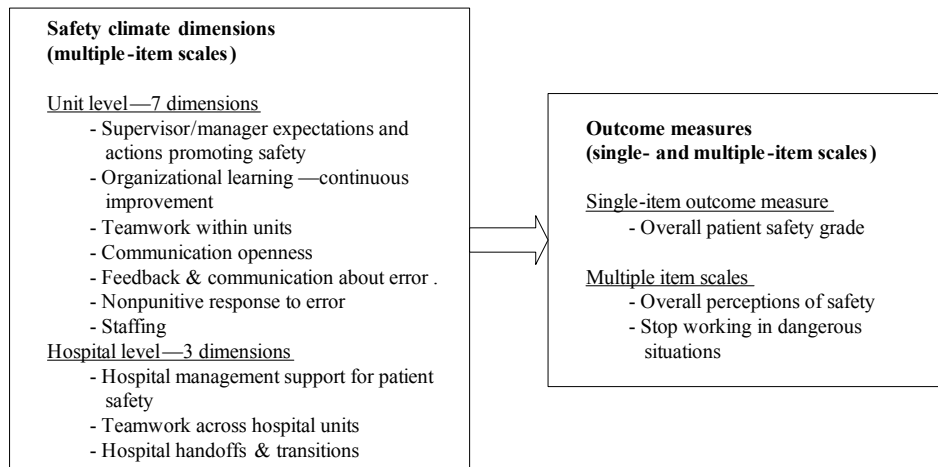 Safety climate dimensions
(multiple-item scales)
Unit level—7 dimensions
- Supervisor/manager expectations and
actions promoting safety
- Organizational learning —continuous
improvement
- Teamwork within units
- Communication openness
- Feedback & communication about error .
- Nonpunitive response to error
- Staffing
Hospital level—3 dimensions
- Hospital management support for patient
safety
- Teamwork across hospital units
- Hospital handoffs & transitions
Outcome measures
(single- and multiple-item scales)
Single-item outcome measure
- Overall patient safety grade
Multiple item scales
- Overall perceptions of safety
- Stop working in dangerous
situations